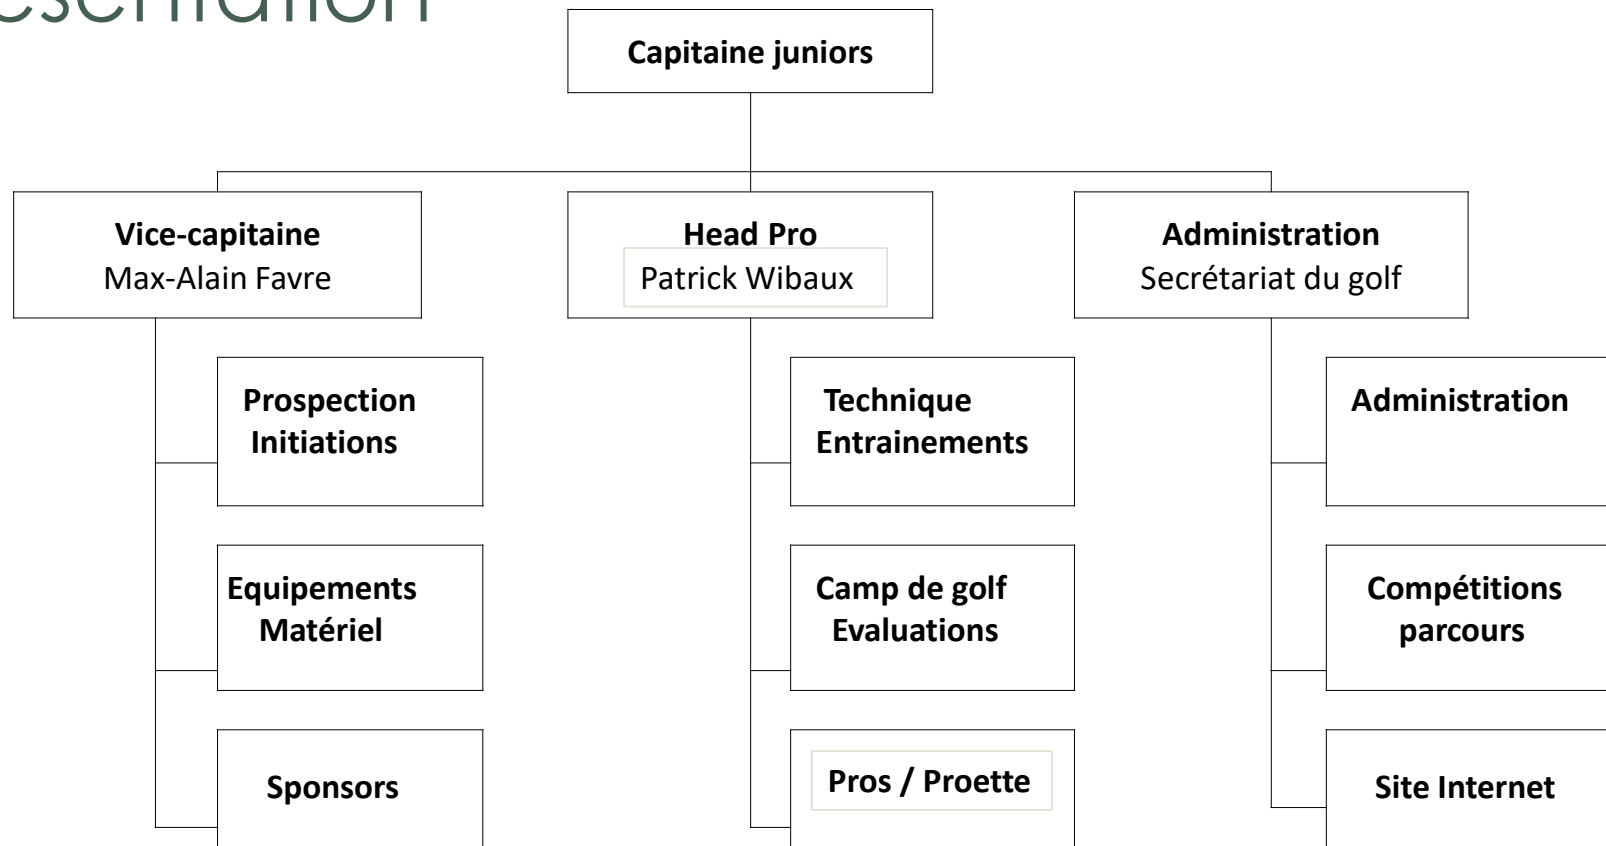 Capitaine juniors
Vice-capitaine
Max-Alain Favre
Head Pro
Patrick Wibaux
Administration
Secrétariat du golf
Prospection
Initiations
Technique
Entrainements
Administration
Equipements
Matériel
Camp de golf
Evaluations
Compétitions
parcours
Sponsors
Pros / Proette
Site Internet